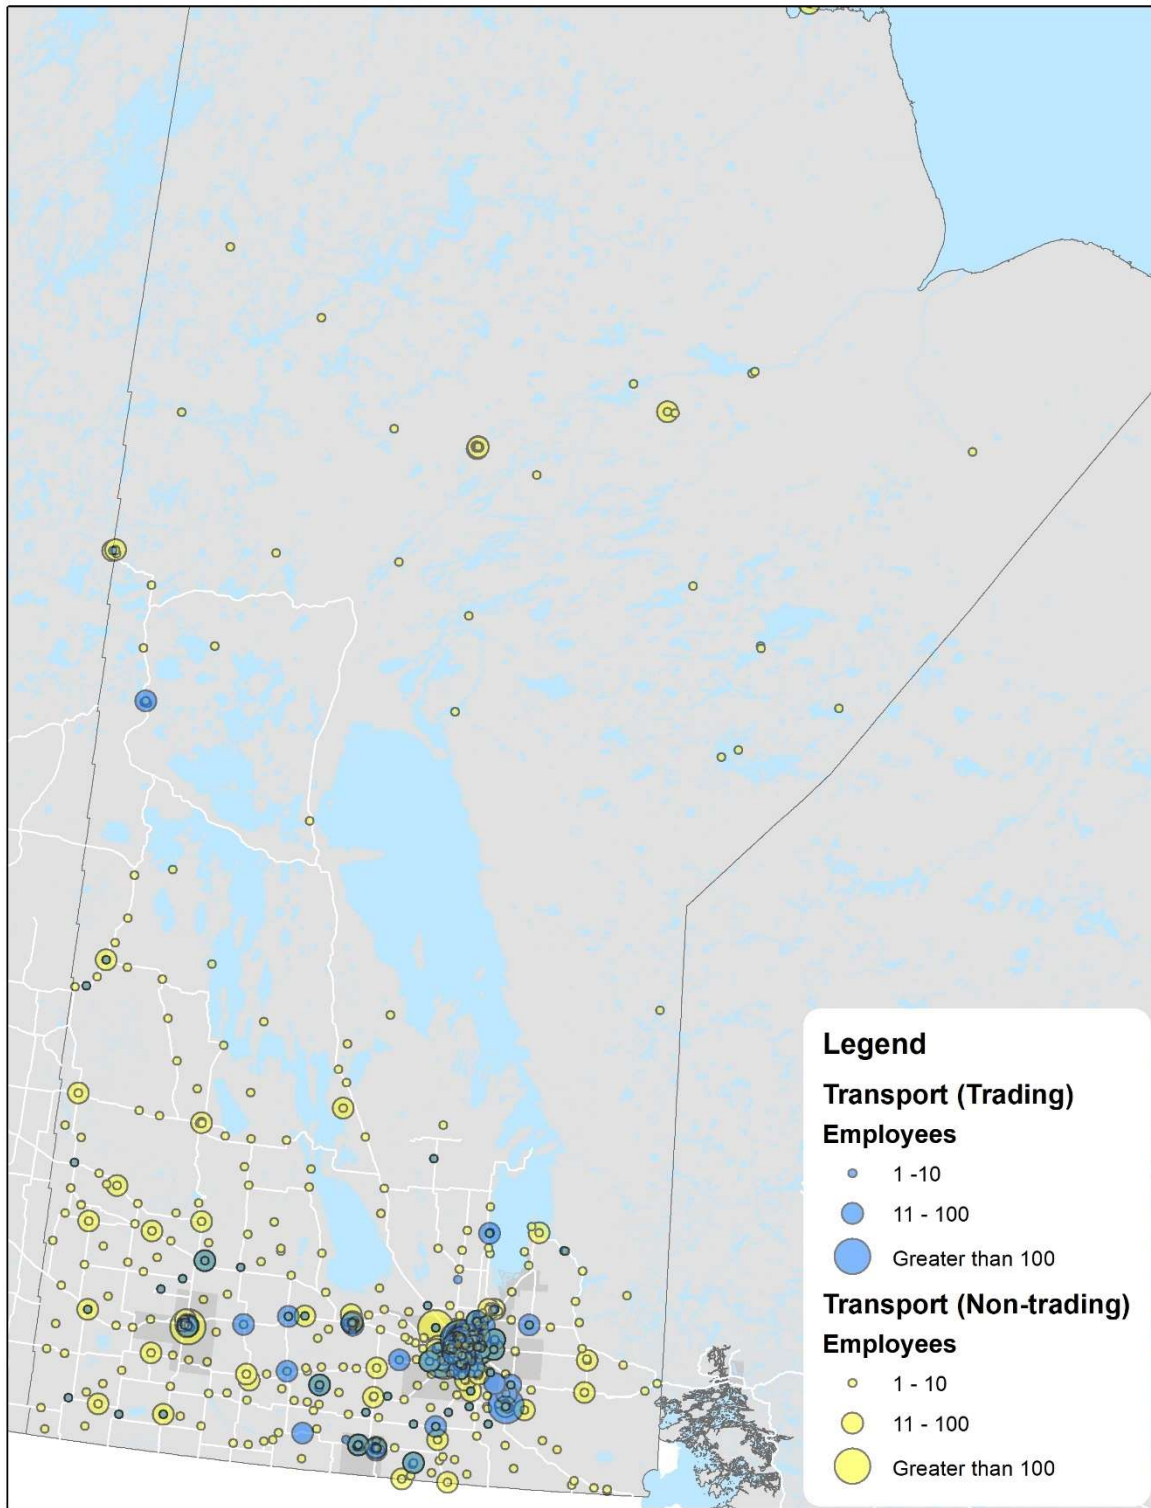 Legend
Transport (Trading)
Employees
1 -10
11 - 100
Greater than 100
Transport (Non-trading)
Employees
1 - 10
11 - 100
Greater than 100